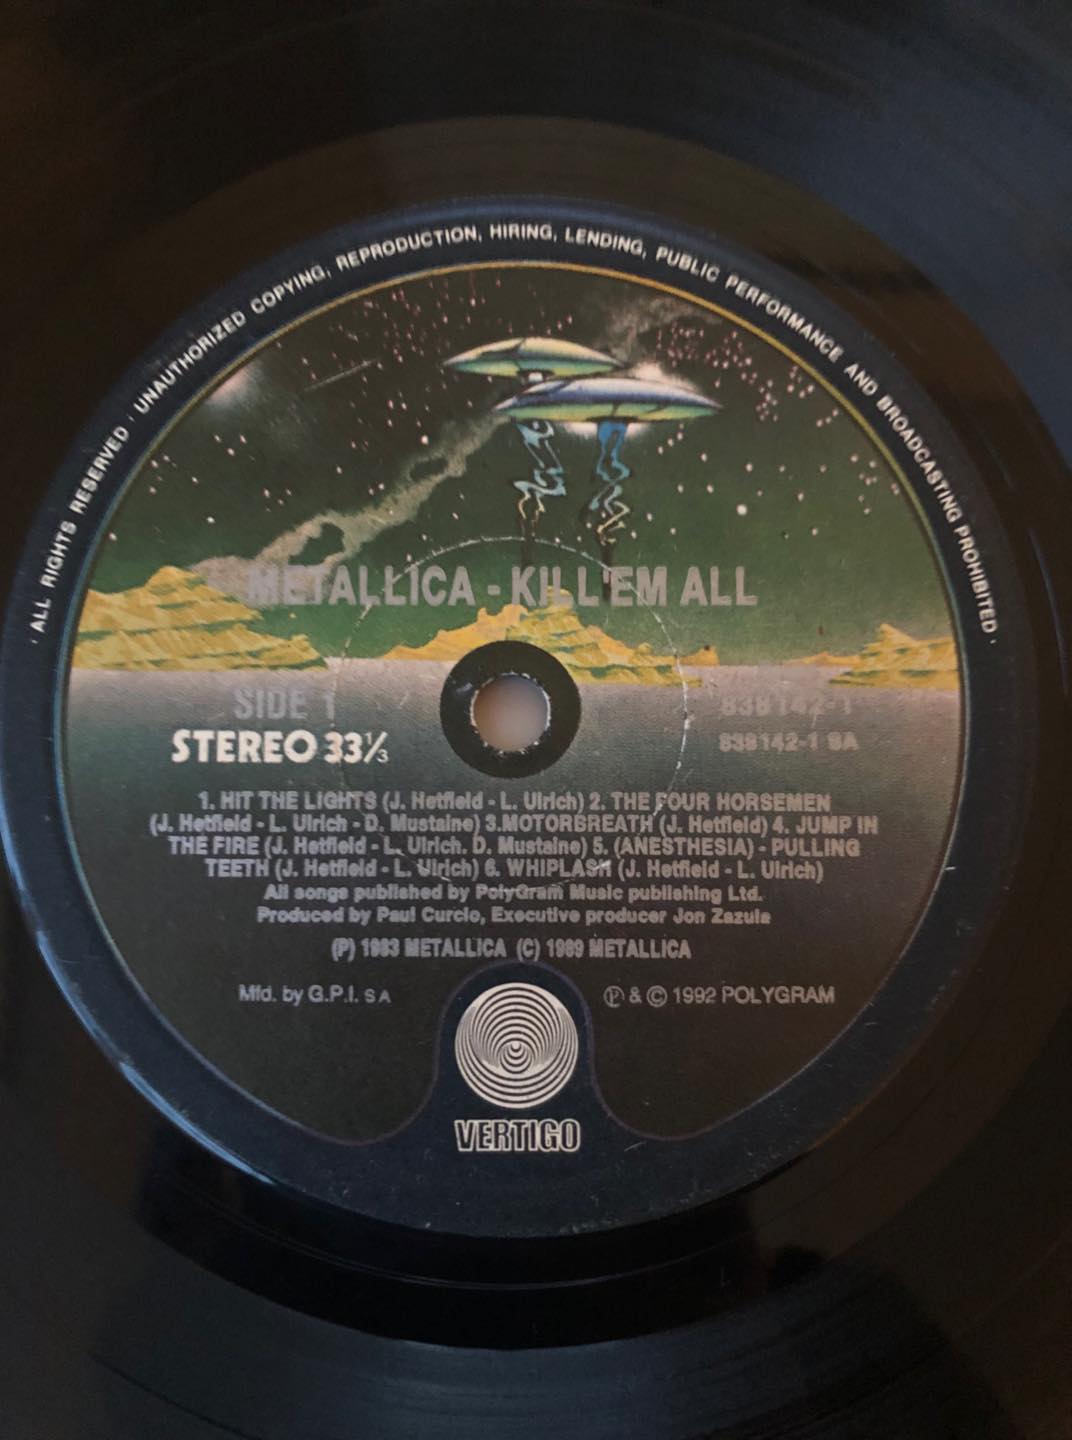 · ALL RIGHTS RESERVED · UNAUTHORIZED COPYING, REPRODUCTION, HIRING, LENDING, PUBLIC PERFORMANCE AND BROADCASTING PROHIBITED ·
METALLICA - KILL'EM ALL
SIDE 1
838142-1
STEREO 33⅓
838142-1 SA
1. HIT THE LIGHTS (J. Hetfield - L. Ulrich) 2. THE FOUR HORSEMEN
(J. Hetfield - L. Ulrich - D. Mustaine) 3.MOTORBREATH (J. Hetfield) 4. JUMP IN
THE FIRE (J. Hetfield - L. Ulrich. D. Mustaine) 5. (ANESTHESIA) - PULLING
TEETH (J. Hetfield - L. Ulrich) 6. WHIPLASH (J. Hetfield - L. Ulrich)
All songs published by PolyGram Music publishing Ltd.
Produced by Paul Curcio, Executive producer Jon Zazula
(P) 1983 METALLICA (C) 1989 METALLICA
Mfd. by G.P.I. SA
℗ & © 1992 POLYGRAM
VERTIGO